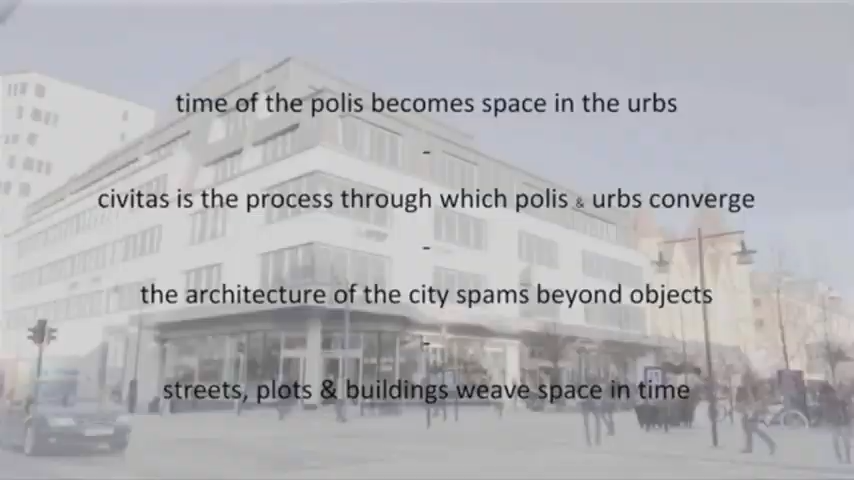 time of the polis becomes space in the urbs
-
civitas is the process through which polis & urbs converge
-
the architecture of the city spams beyond objects
-
streets, plots & buildings weave space in time